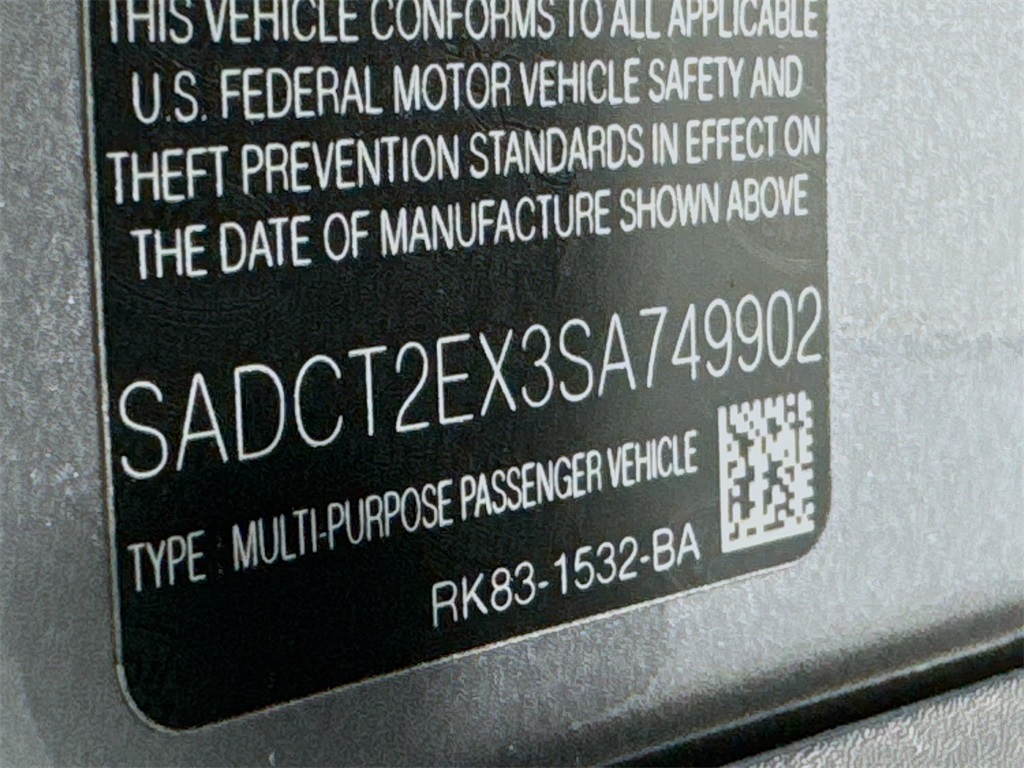 THIS VEHICLE CONFORMS TO ALL APPLICABLE
U.S. FEDERAL MOTOR VEHICLE SAFETY AND
THEFT PREVENTION STANDARDS IN EFFECT ON
THE DATE OF MANUFACTURE SHOWN ABOVE
SADCT2EX3SA749902
TYPE : MULTI-PURPOSE PASSENGER VEHICLE
RK83-1532-BA